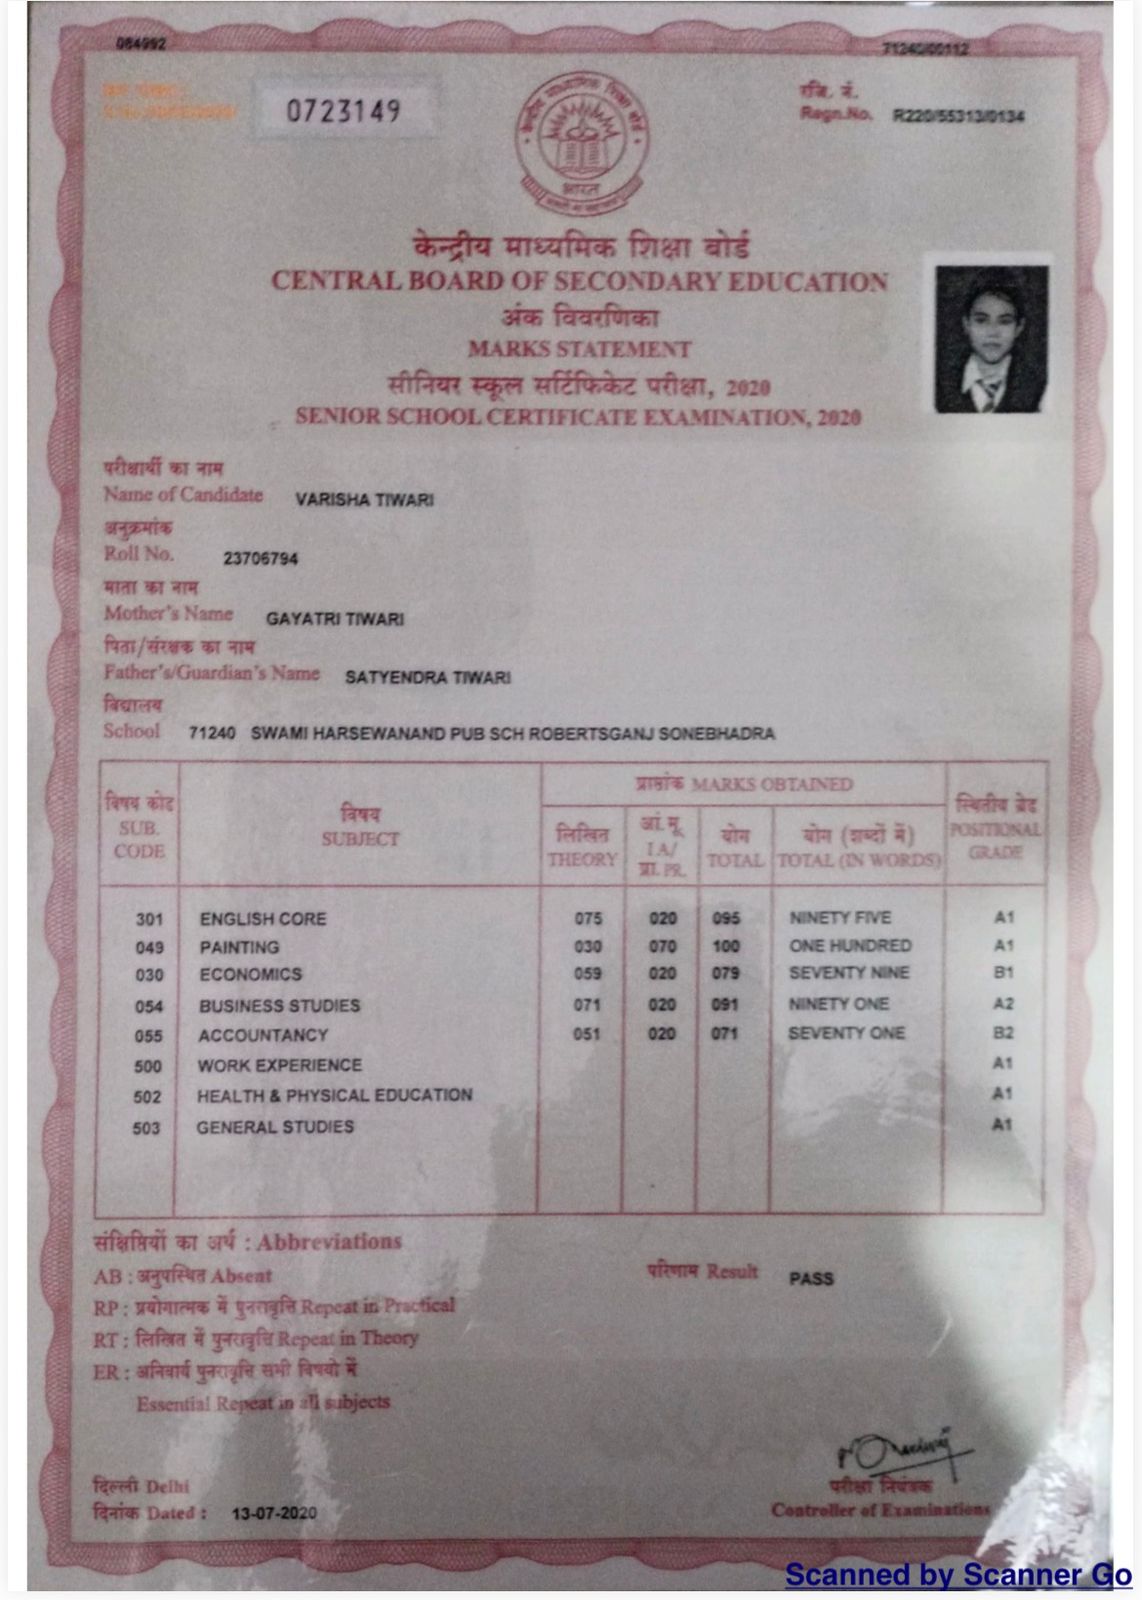 084992
71240/00112
0723149
रजि. नं.
Regn.No. R220/55313/0134
भारत
केन्द्रीय माध्यमिक शिक्षा बोर्ड
CENTRAL BOARD OF SECONDARY EDUCATION
अंक विवरणिका
MARKS STATEMENT
सीनियर स्कूल सर्टिफिकेट परीक्षा, 2020
SENIOR SCHOOL CERTIFICATE EXAMINATION, 2020
परीक्षार्थी का नाम
Name of Candidate VARISHA TIWARI
अनुक्रमांक
Roll No. 23706794
माता का नाम
Mother's Name GAYATRI TIWARI
पिता/संरक्षक का नाम
Father's/Guardian's Name SATYENDRA TIWARI
विद्यालय
School 71240 SWAMI HARSEWANAND PUB SCH ROBERTSGANJ SONEBHADRA
विषय कोड SUB. CODE
विषय SUBJECT
प्राप्तांक MARKS OBTAINED
लिखित THEORY
आं.मू. I.A/ प्रा. PR.
योग TOTAL
योग (शब्दों में) TOTAL (IN WORDS)
स्थितीय ग्रेड POSITIONAL GRADE
301 ENGLISH CORE 075 020 095 NINETY FIVE A1
049 PAINTING 030 070 100 ONE HUNDRED A1
030 ECONOMICS 059 020 079 SEVENTY NINE B1
054 BUSINESS STUDIES 071 020 091 NINETY ONE A2
055 ACCOUNTANCY 051 020 071 SEVENTY ONE B2
500 WORK EXPERIENCE A1
502 HEALTH & PHYSICAL EDUCATION A1
503 GENERAL STUDIES A1
संक्षिप्तियों का अर्थ : Abbreviations
AB : अनुपस्थित Absent
परिणाम Result PASS
RP : प्रयोगात्मक में पुनरावृत्ति Repeat in Practical
RT : लिखित में पुनरावृत्ति Repeat in Theory
ER : अनिवार्य पुनरावृत्ति सभी विषयो में
Essential Repeat in all subjects
दिल्ली Delhi
दिनांक Dated : 13-07-2020
परीक्षा नियंत्रक
Controller of Examinations
Scanned by Scanner Go